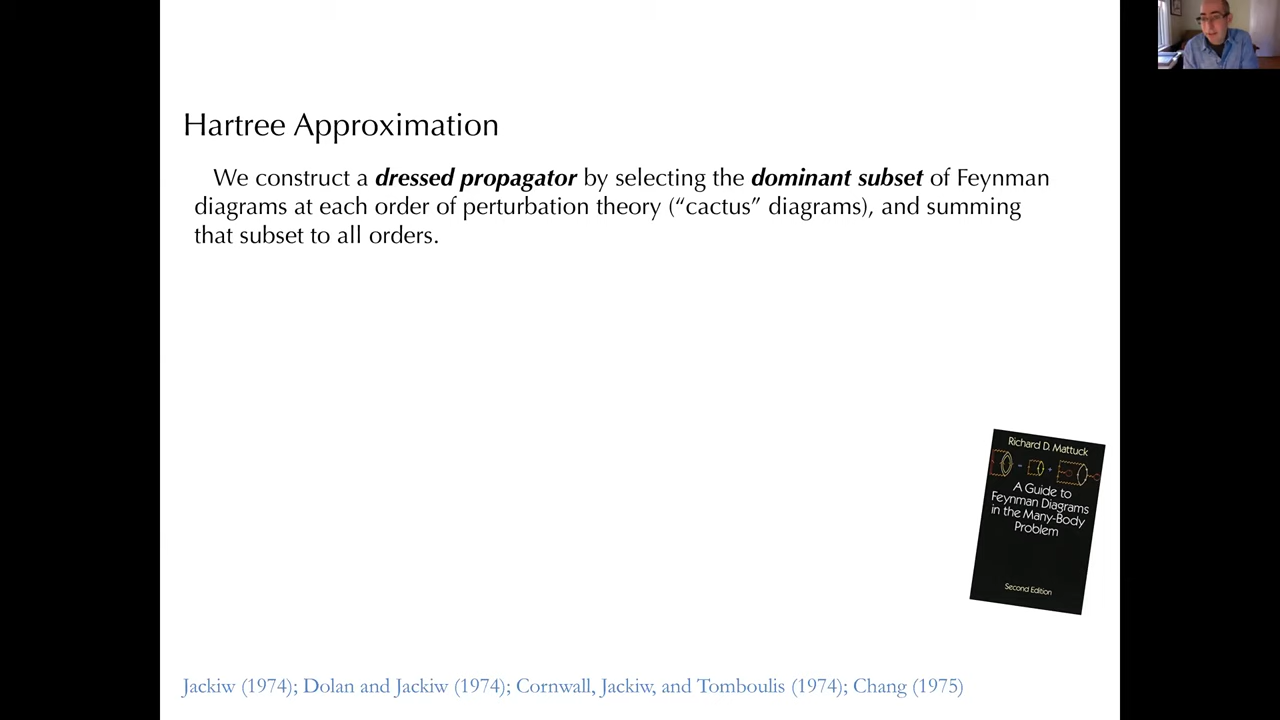 Hartree Approximation
We construct a dressed propagator by selecting the dominant subset of Feynman
diagrams at each order of perturbation theory (“cactus” diagrams), and summing
that subset to all orders.
Richard D. Mattuck
A Guide to
Feynman Diagrams
in the Many-Body
Problem
Second Edition
Jackiw (1974); Dolan and Jackiw (1974); Cornwall, Jackiw, and Tomboulis (1974); Chang (1975)